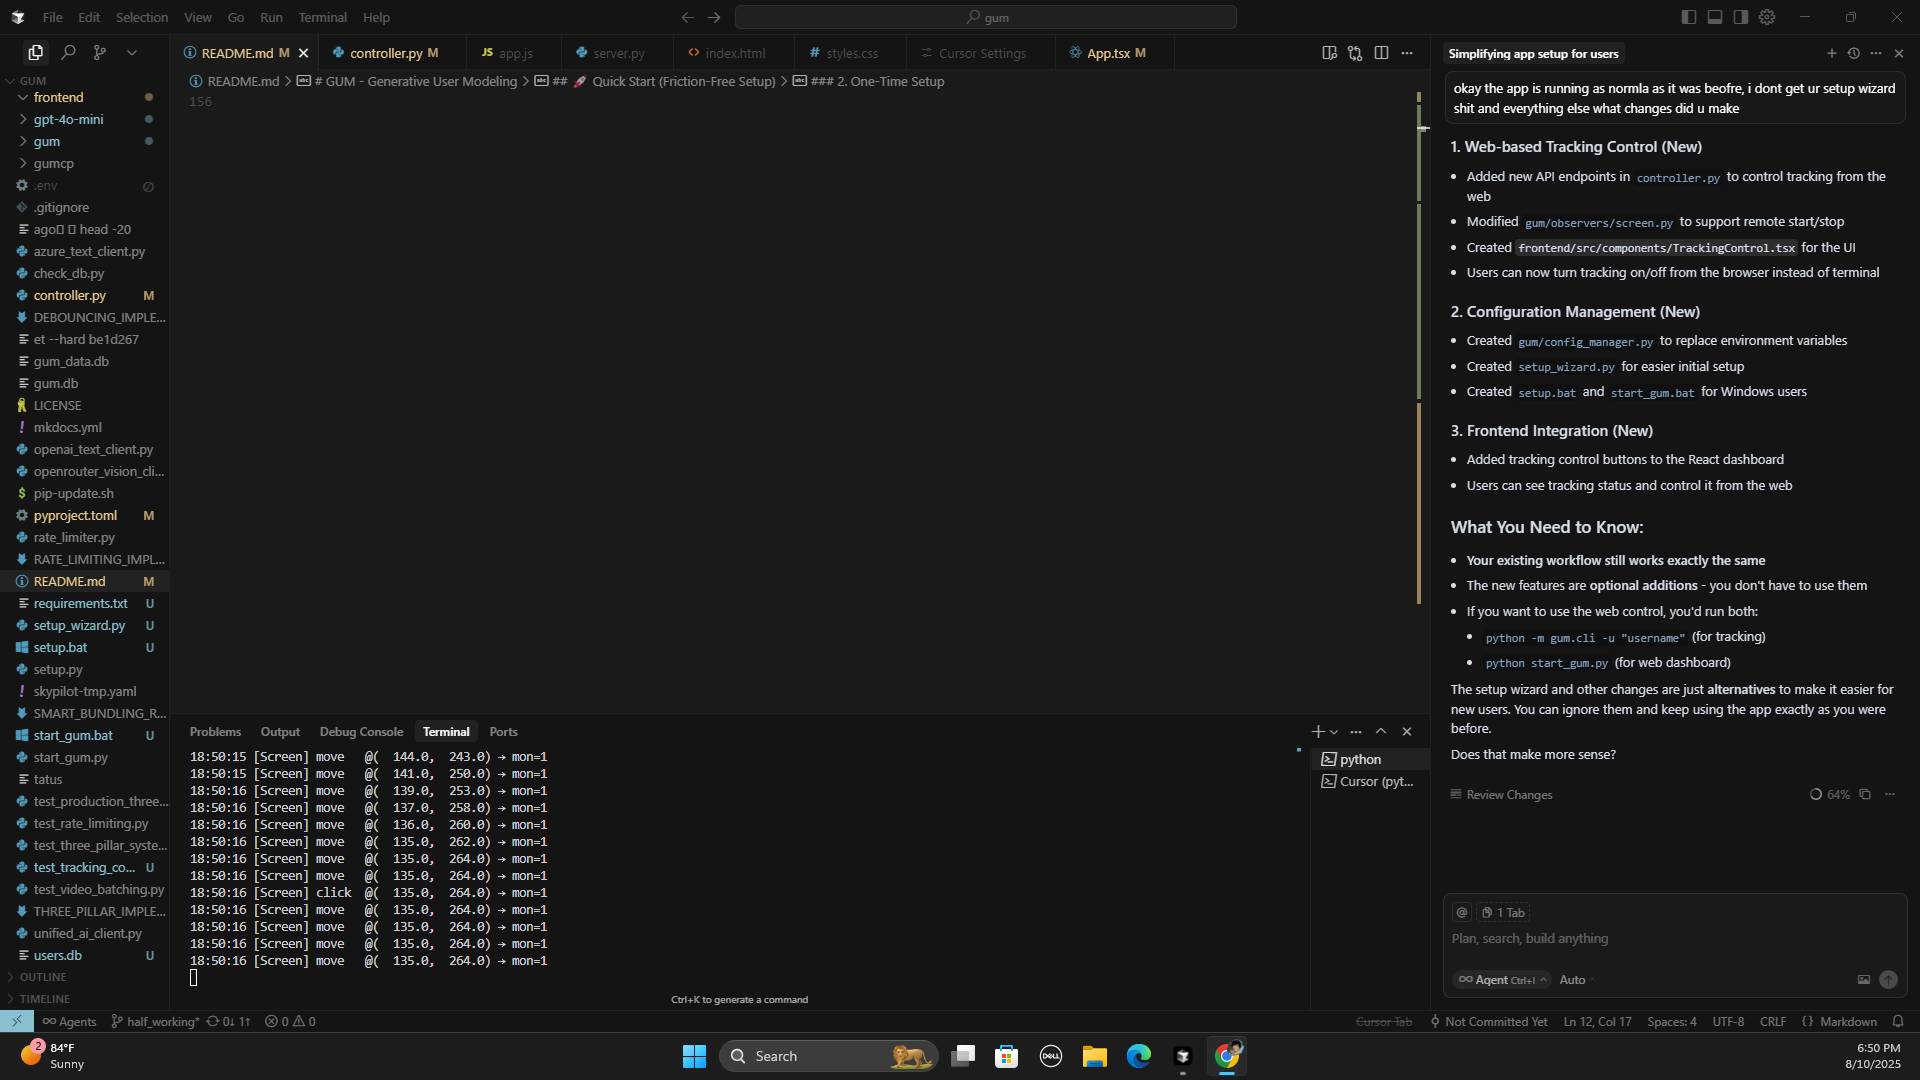 File Edit Selection View Go Run Terminal Help
gum
README.md M
controller.py M
JS app.js
server.py
index.html
# styles.css
Cursor Settings
App.tsx M
Simplifying app setup for users
README.md > # GUM - Generative User Modeling > ## 🚀 Quick Start (Friction-Free Setup) > ### 2. One-Time Setup
156
GUM
frontend
gpt-4o-mini
gum
gumcp
.env
.gitignore
ago head -20
azure_text_client.py
check_db.py
controller.py M
DEBOUNCING_IMPLE...
et --hard be1d267
gum_data.db
gum.db
LICENSE
mkdocs.yml
openai_text_client.py
openrouter_vision_cli...
pip-update.sh
pyproject.toml M
rate_limiter.py
RATE_LIMITING_IMPL...
README.md M
requirements.txt U
setup_wizard.py U
setup.bat U
setup.py
skypilot-tmp.yaml
SMART_BUNDLING_R...
start_gum.bat U
start_gum.py
tatus
test_production_three...
test_rate_limiting.py
test_three_pillar_syste...
test_tracking_co... U
test_video_batching.py
THREE_PILLAR_IMPLE...
unified_ai_client.py
users.db U
OUTLINE
TIMELINE
Problems Output Debug Console Terminal Ports
18:50:15 [Screen] move @( 144.0, 243.0) → mon=1
18:50:15 [Screen] move @( 141.0, 250.0) → mon=1
18:50:16 [Screen] move @( 139.0, 253.0) → mon=1
18:50:16 [Screen] move @( 137.0, 258.0) → mon=1
18:50:16 [Screen] move @( 136.0, 260.0) → mon=1
18:50:16 [Screen] move @( 135.0, 262.0) → mon=1
18:50:16 [Screen] move @( 135.0, 264.0) → mon=1
18:50:16 [Screen] move @( 135.0, 264.0) → mon=1
18:50:16 [Screen] click @( 135.0, 264.0) → mon=1
18:50:16 [Screen] move @( 135.0, 264.0) → mon=1
18:50:16 [Screen] move @( 135.0, 264.0) → mon=1
18:50:16 [Screen] move @( 135.0, 264.0) → mon=1
18:50:16 [Screen] move @( 135.0, 264.0) → mon=1
Ctrl+K to generate a command
python
Cursor (pyt...
okay the app is running as normla as it was beofre, i dont get ur setup wizard
shit and everything else what changes did u make
1. Web-based Tracking Control (New)
• Added new API endpoints in controller.py to control tracking from the
web
• Modified gum/observers/screen.py to support remote start/stop
• Created frontend/src/components/TrackingControl.tsx for the UI
• Users can now turn tracking on/off from the browser instead of terminal
2. Configuration Management (New)
• Created gum/config_manager.py to replace environment variables
• Created setup_wizard.py for easier initial setup
• Created setup.bat and start_gum.bat for Windows users
3. Frontend Integration (New)
• Added tracking control buttons to the React dashboard
• Users can see tracking status and control it from the web
What You Need to Know:
• Your existing workflow still works exactly the same
• The new features are optional additions - you don't have to use them
• If you want to use the web control, you'd run both:
• python -m gum.cli -u "username" (for tracking)
• python start_gum.py (for web dashboard)
The setup wizard and other changes are just alternatives to make it easier for
new users. You can ignore them and keep using the app exactly as you were
before.
Does that make more sense?
Review Changes 64%
@ 1 Tab
Plan, search, build anything
Agent Ctrl+I Auto
Agents half_working* 0↓ 1↑ 0 0
Cursor Tab Not Committed Yet Ln 12, Col 17 Spaces: 4 UTF-8 CRLF {} Markdown
2
84°F
Sunny
Search
DELL
6:50 PM
8/10/2025